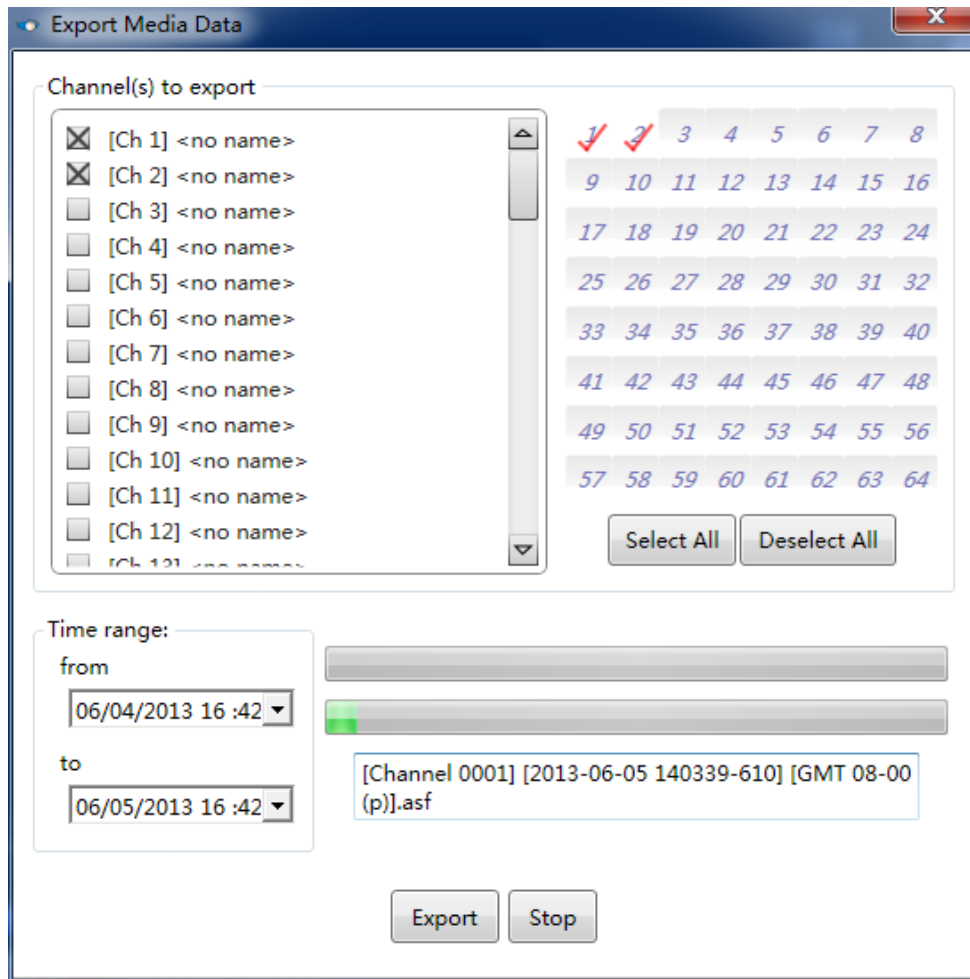 Export Media Data
Channel(s) to export
[Ch 1] <no name>
[Ch 2] <no name>
[Ch 3] <no name>
[Ch 4] <no name>
[Ch 5] <no name>
[Ch 6] <no name>
[Ch 7] <no name>
[Ch 8] <no name>
[Ch 9] <no name>
[Ch 10] <no name>
[Ch 11] <no name>
[Ch 12] <no name>
[Ch 13] <no name>
1 2 3 4 5 6 7 8
9 10 11 12 13 14 15 16
17 18 19 20 21 22 23 24
25 26 27 28 29 30 31 32
33 34 35 36 37 38 39 40
41 42 43 44 45 46 47 48
49 50 51 52 53 54 55 56
57 58 59 60 61 62 63 64
Select All Deselect All
Time range:
from
06/04/2013 16 :42
to
06/05/2013 16 :42
[Channel 0001] [2013-06-05 140339-610] [GMT 08-00
(p)].asf
Export Stop